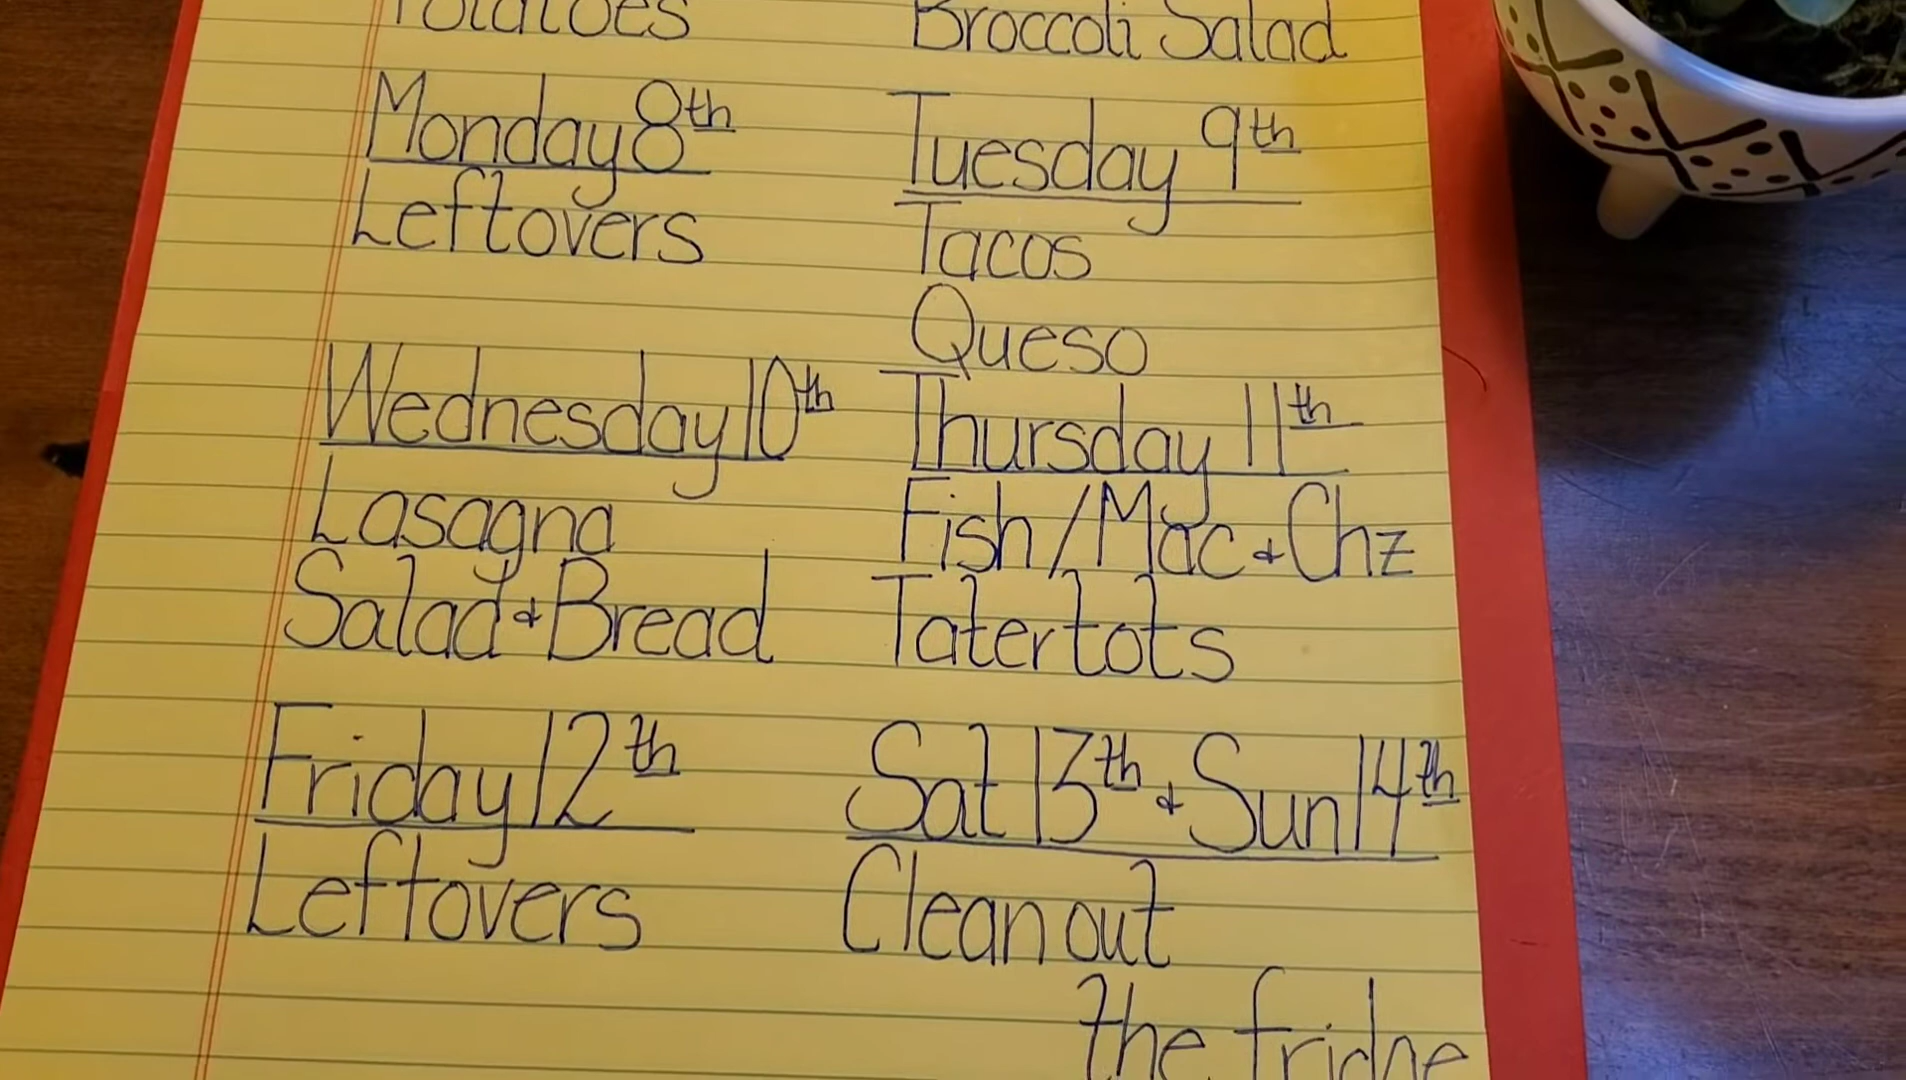 Potatoes
Broccoli Salad
Monday 8th
Leftovers
Tuesday 9th
Tacos
Queso
Wednesday 10th
Lasagna
Salad + Bread
Thursday 11th
Fish/Mac + Chz
Tatertots
Friday 12th
Leftovers
Sat 13th + Sun 14th
Clean out
the fridge